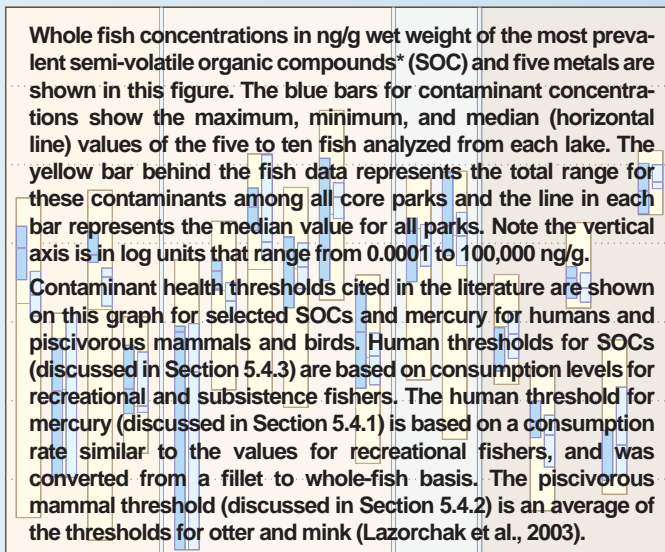 Whole fish concentrations in ng/g wet weight of the most preva-
lent semi-volatile organic compounds* (SOC) and five metals are
shown in this figure. The blue bars for contaminant concentra-
tions show the maximum, minimum, and median (horizontal
line) values of the five to ten fish analyzed from each lake. The
yellow bar behind the fish data represents the total range for
these contaminants among all core parks and the line in each
bar represents the median value for all parks. Note the vertical
axis is in log units that range from 0.0001 to 100,000 ng/g.
Contaminant health thresholds cited in the literature are shown
on this graph for selected SOCs and mercury for humans and
piscivorous mammals and birds. Human thresholds for SOCs
(discussed in Section 5.4.3) are based on consumption levels for
recreational and subsistence fishers. The human threshold for
mercury (discussed in Section 5.4.1) is based on a consumption
rate similar to the values for recreational fishers, and was
converted from a fillet to whole-fish basis. The piscivorous
mammal threshold (discussed in Section 5.4.2) is an average of
the thresholds for otter and mink (Lazorchak et al., 2003).